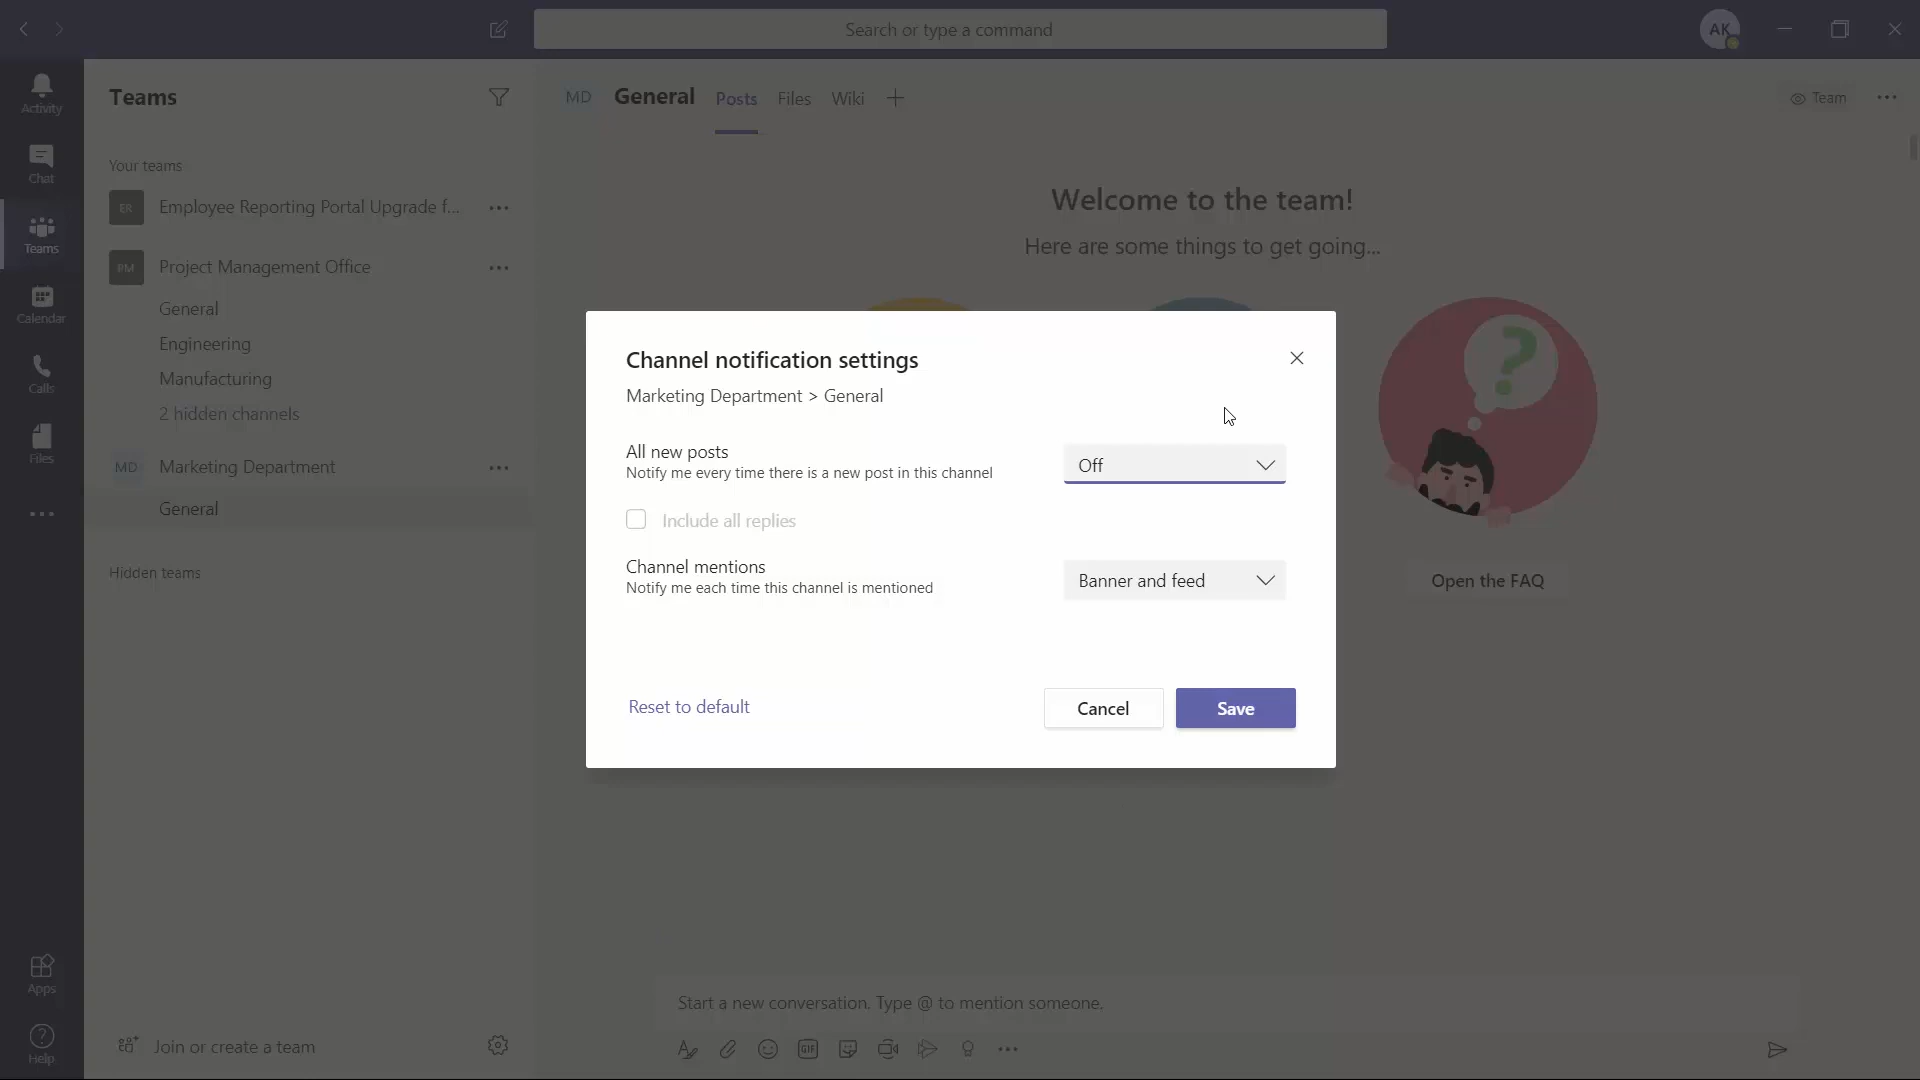 Search or type a command
AK
Activity
Chat
Teams
Calendar
Calls
Files
Apps
Help
Teams
Your teams
ER Employee Reporting Portal Upgrade f...
PM Project Management Office
General
Engineering
Manufacturing
2 hidden channels
MD Marketing Department
General
Hidden teams
Join or create a team
MD General Posts Files Wiki
Team
Welcome to the team!
Here are some things to get going...
Open the FAQ
Channel notification settings
Marketing Department > General
All new posts
Notify me every time there is a new post in this channel
Off
Include all replies
Channel mentions
Notify me each time this channel is mentioned
Banner and feed
Reset to default
Cancel
Save
Start a new conversation. Type @ to mention someone.
GIF